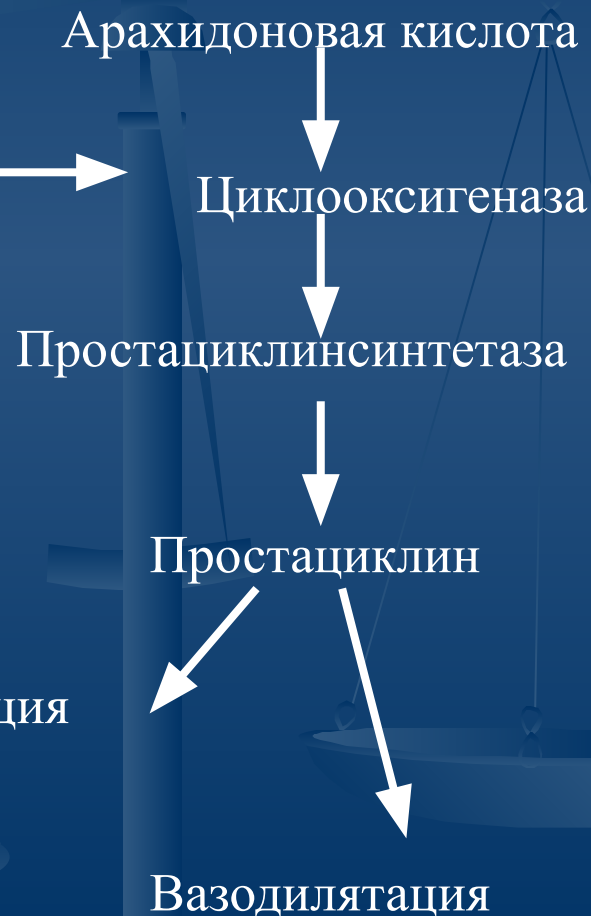 Арахидоновая кислота
Циклооксигеназа
Простациклинсинтетаза
Простациклин
ция
Вазодилятация